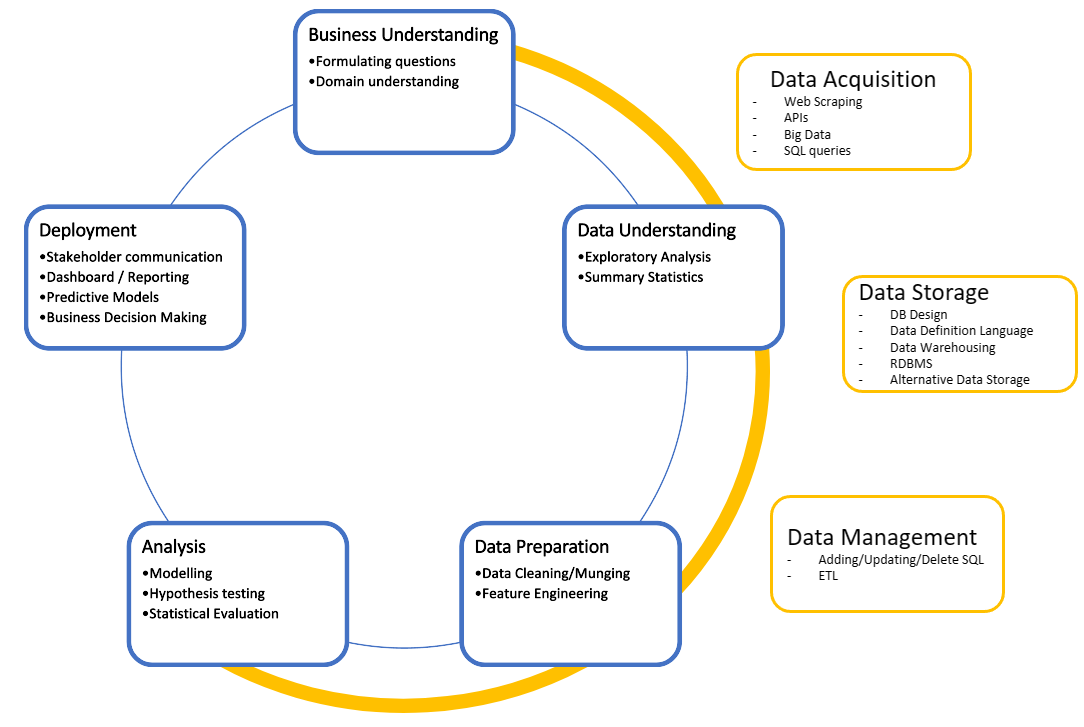 Business Understanding
•Formulating questions
•Domain understanding
Data Acquisition
- Web Scraping
- APIs
- Big Data
- SQL queries
Deployment
•Stakeholder communication
•Dashboard / Reporting
•Predictive Models
•Business Decision Making
Data Understanding
•Exploratory Analysis
•Summary Statistics
Data Storage
- DB Design
- Data Definition Language
- Data Warehousing
- RDBMS
- Alternative Data Storage
Analysis
•Modelling
•Hypothesis testing
•Statistical Evaluation
Data Preparation
•Data Cleaning/Munging
•Feature Engineering
Data Management
- Adding/Updating/Delete SQL
- ETL